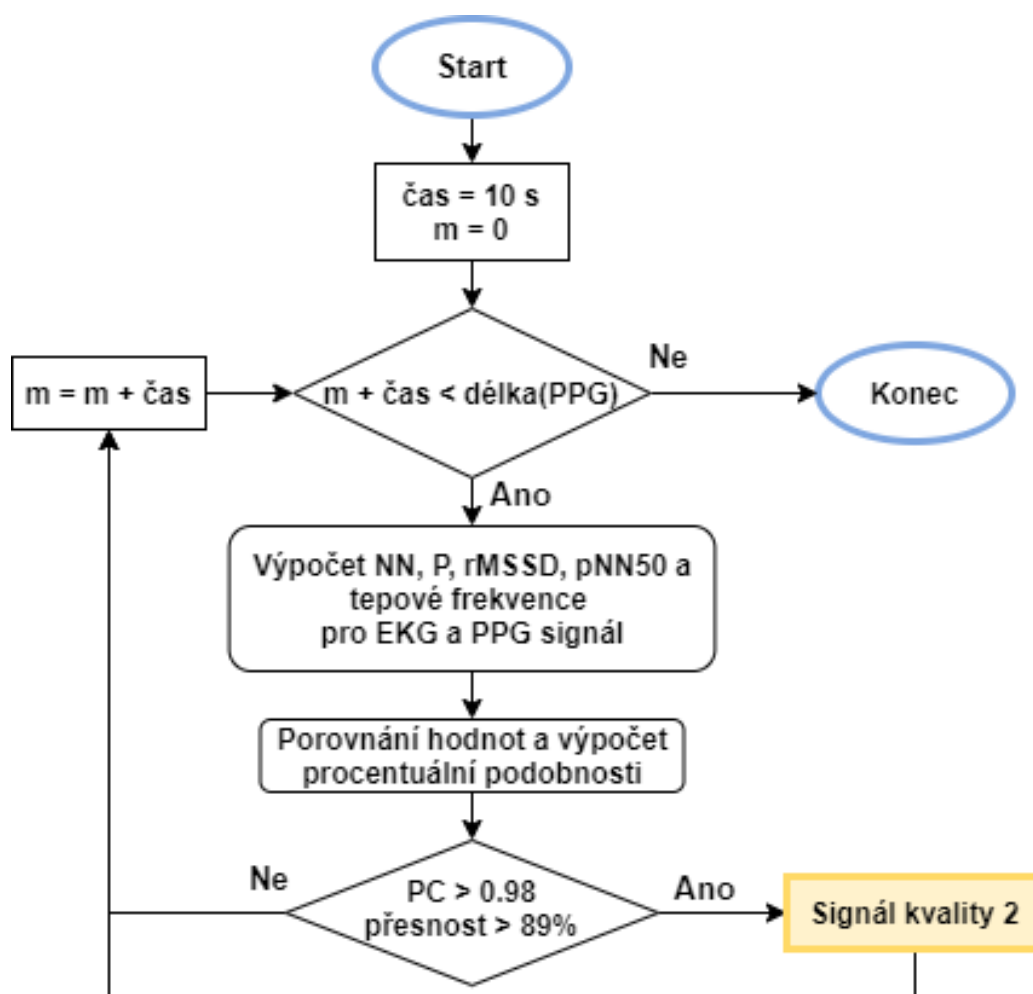 Start
čas = 10 s
m = 0
m = m + čas
m + čas < délka(PPG)
Ne
Konec
Ano
Výpočet NN, P, rMSSD, pNN50 a
tepové frekvence
pro EKG a PPG signál
Porovnání hodnot a výpočet
procentuální podobnosti
Ne
PC > 0.98
přesnost > 89%
Ano
Signál kvality 2